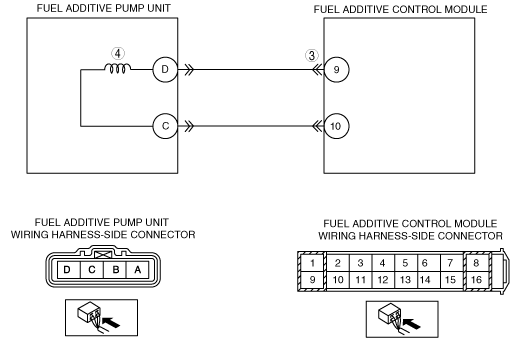 FUEL ADDITIVE PUMP UNIT
FUEL ADDITIVE CONTROL MODULE
4
3
D
9
C
10
FUEL ADDITIVE PUMP UNIT
WIRING HARNESS-SIDE CONNECTOR
D C B A
FUEL ADDITIVE CONTROL MODULE
WIRING HARNESS-SIDE CONNECTOR
1 2 3 4 5 6 7 8
9 10 11 12 13 14 15 16